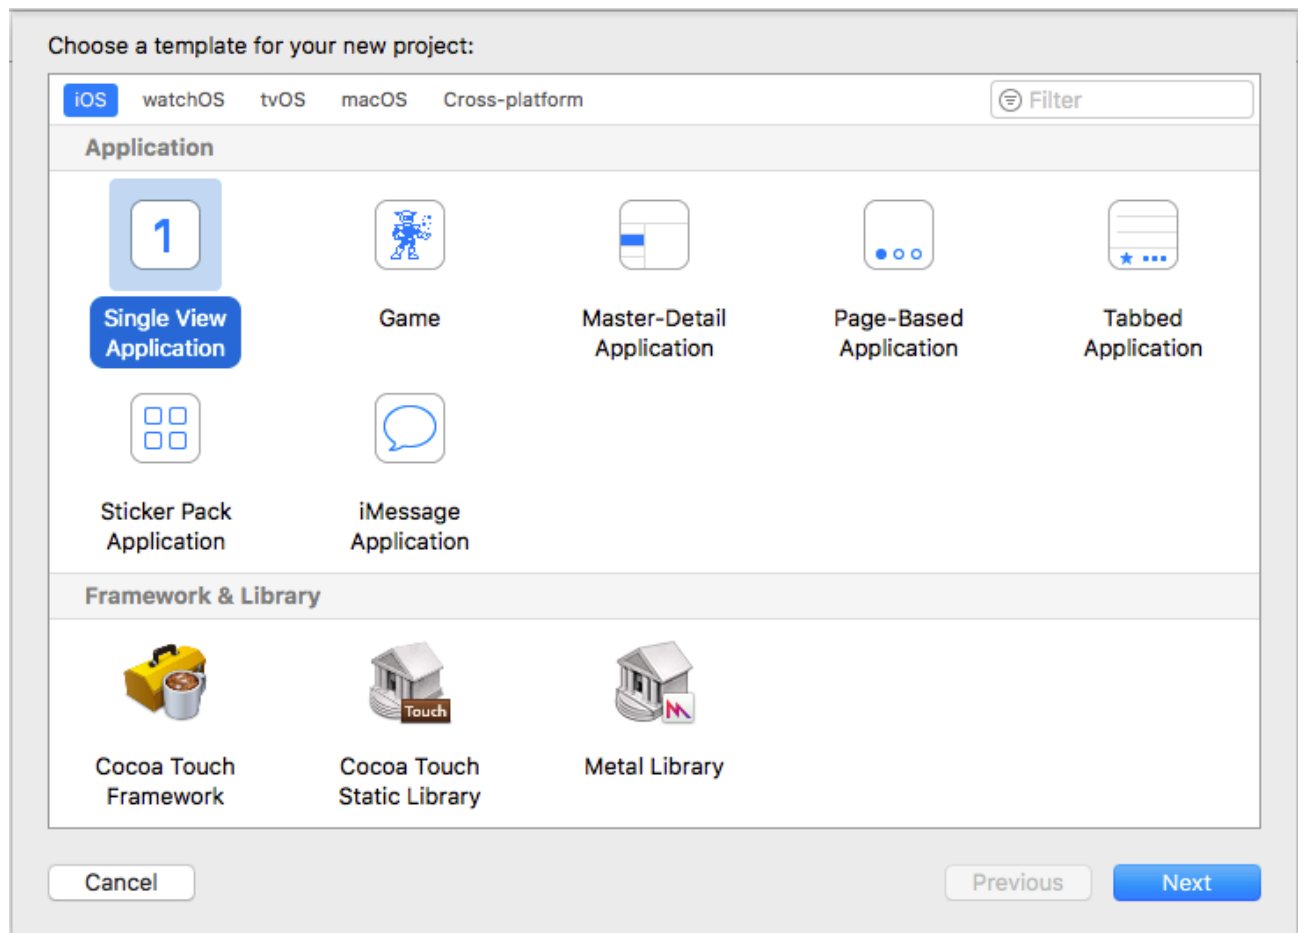 Choose a template for your new project:
iOS watchOS tvOS macOS Cross-platform Filter
Application
1
Single View Application
Game
Master-Detail Application
Page-Based Application
Tabbed Application
Sticker Pack Application
iMessage Application
Framework & Library
Touch
Cocoa Touch Framework
Cocoa Touch Static Library
Metal Library
Cancel Previous Next